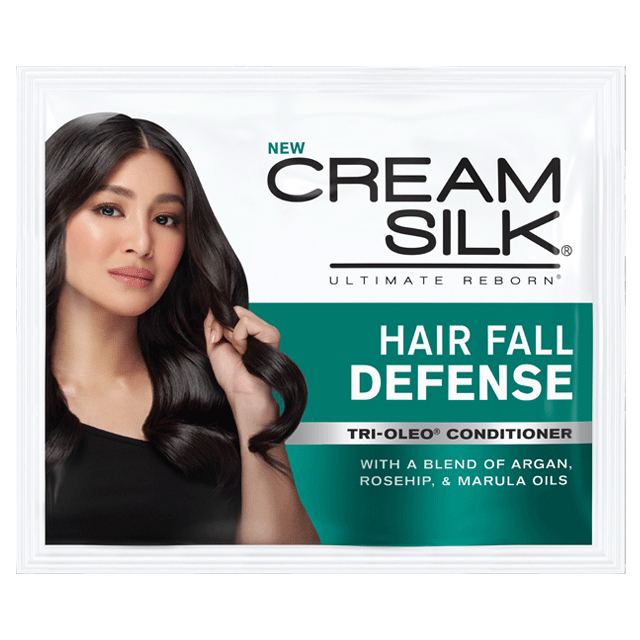 NEW
CREAM
SILK®
ULTIMATE REBORN®
HAIR FALL
DEFENSE
TRI-OLEO® CONDITIONER
WITH A BLEND OF ARGAN,
ROSEHIP, & MARULA OILS